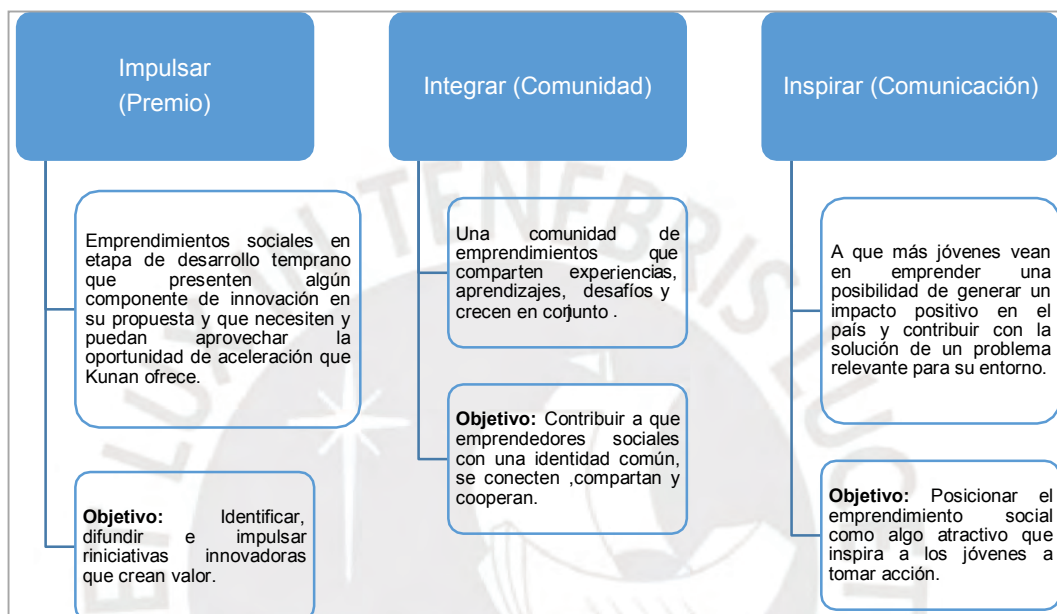 Impulsar
(Premio)
Emprendimientos sociales en
etapa de desarrollo temprano
que presenten algún
componente de innovación en
su propuesta y que necesiten y
puedan aprovechar la
oportunidad de aceleración que
Kunan ofrece.
Objetivo: Identificar,
difundir e impulsar
riniciativas innovadoras
que crean valor.
Integrar (Comunidad)
Una comunidad de
emprendimientos que
comparten experiencias,
aprendizajes, desafíos y
crecen en conjunto .
Objetivo: Contribuir a que
emprendedores sociales
con una identidad común,
se conecten ,compartan y
cooperan.
Inspirar (Comunicación)
A que más jóvenes vean
en emprender una
posibilidad de generar un
impacto positivo en el
país y contribuir con la
solución de un problema
relevante para su entorno.
Objetivo: Posicionar el
emprendimiento social
como algo atractivo que
inspira a los jóvenes a
tomar acción.
ET LUX IN TENEBRIS LUCET